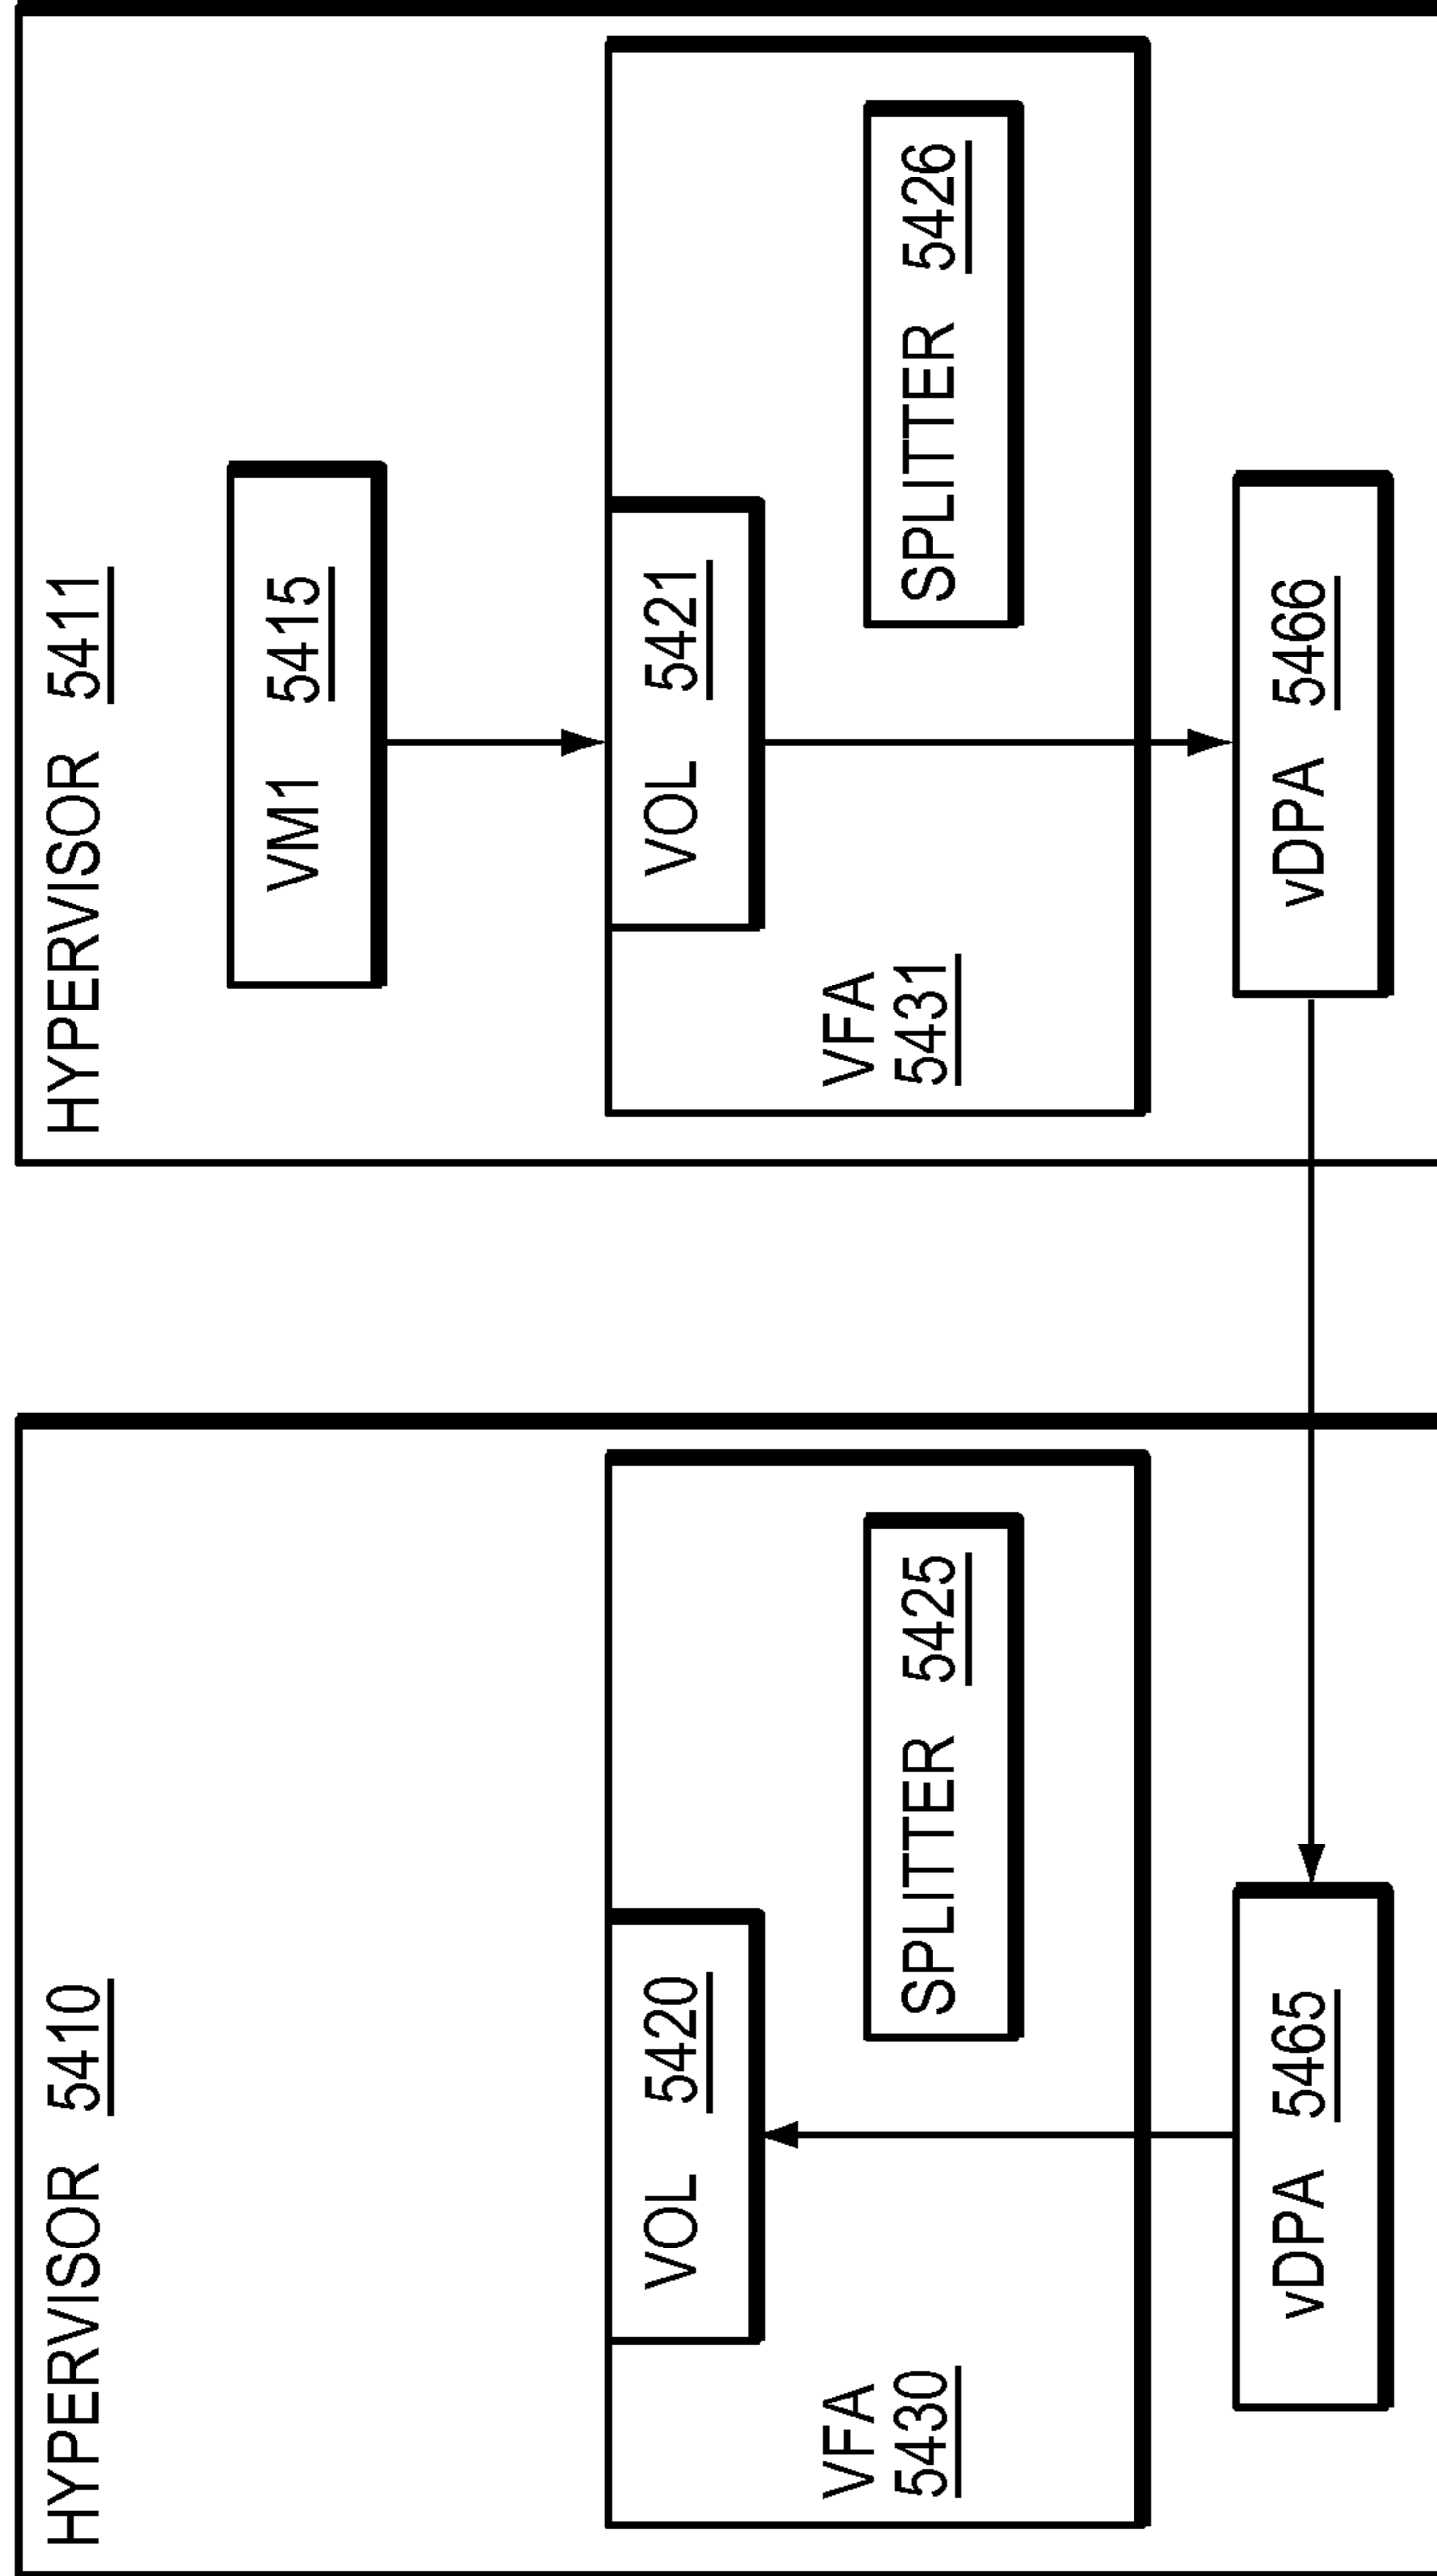 HYPERVISOR 5410
VOL 5420
VFA
5430
SPLITTER 5425
vDPA 5465
HYPERVISOR 5411
VM1 5415
VOL 5421
VFA
5431
SPLITTER 5426
vDPA 5466